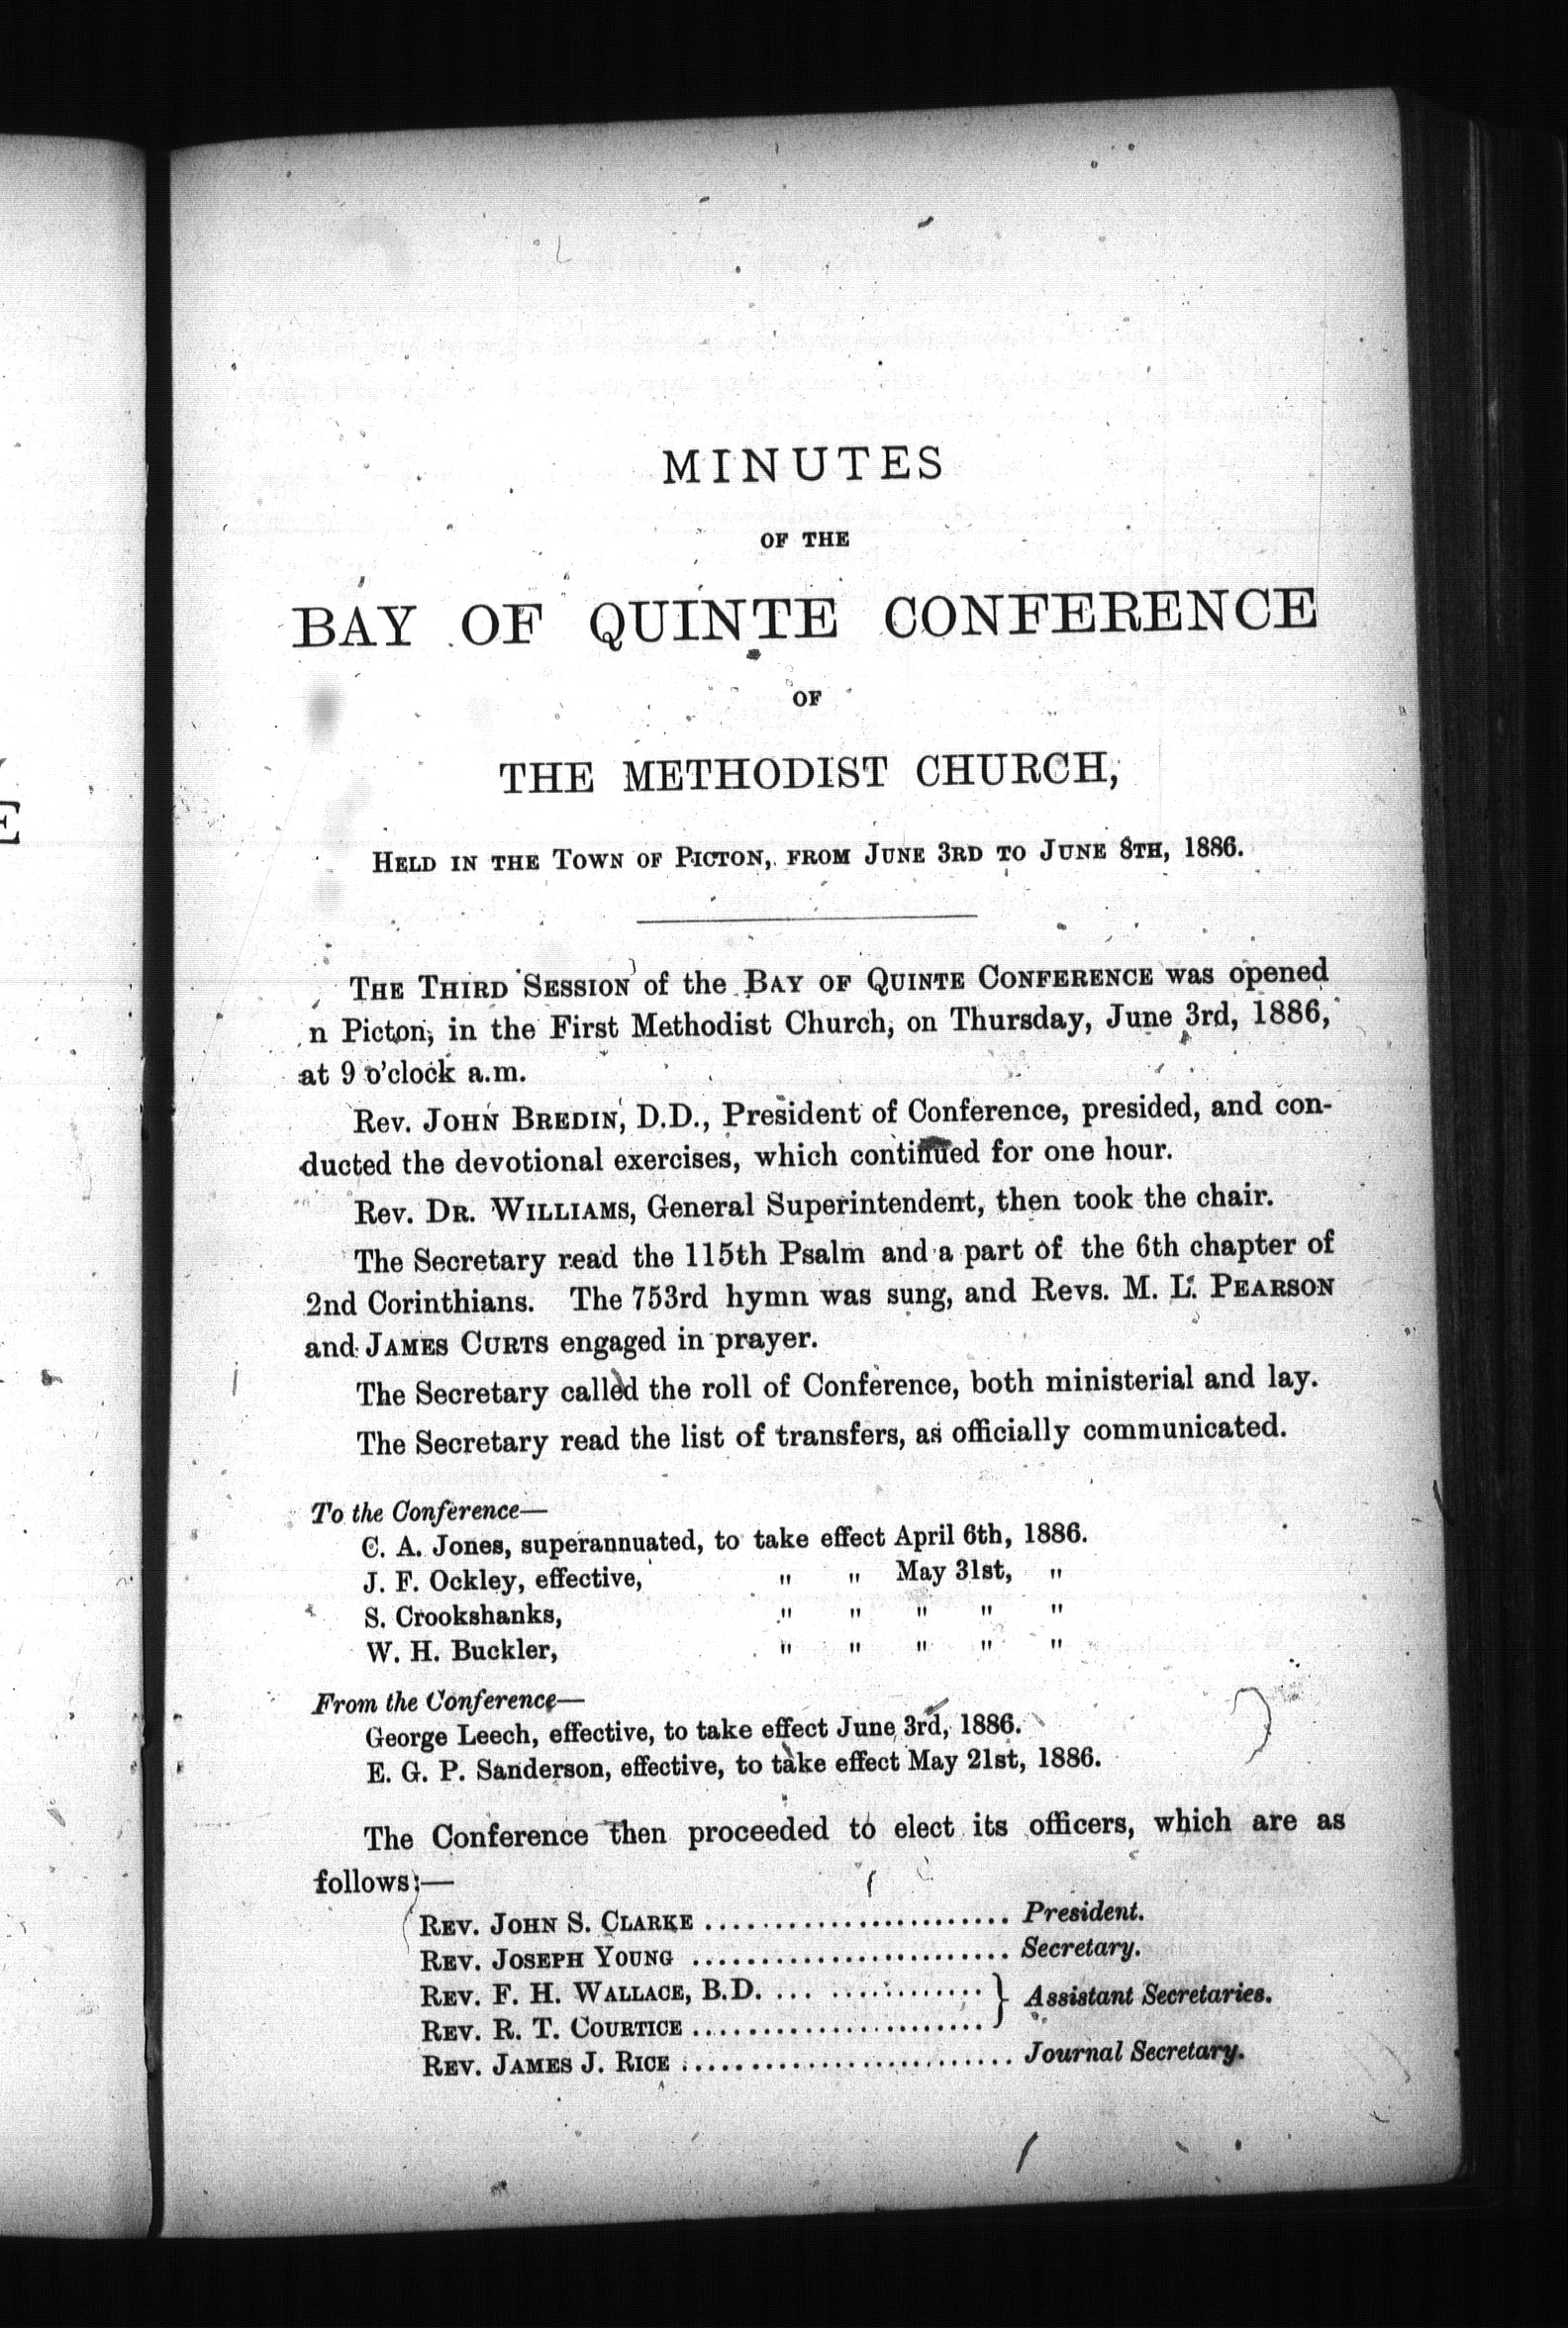 E
MINUTES
OF THE
BAY OF QUINTE CONFERENCE
OF
THE METHODIST CHURCH,
HELD IN THE TOWN OF PICTON, FROM JUNE 3RD TO JUNE 8TH, 1886.
THE THIRD SESSION of the BAY OF QUINTE CONFERENCE was opened
n Picton, in the First Methodist Church, on Thursday, June 3rd, 1886,
at 9 o'clock a.m.
Rev. JOHN BREDIN, D.D., President of Conference, presided, and con-
ducted the devotional exercises, which continued for one hour.
Rev. DR. WILLIAMS, General Superintendent, then took the chair.
The Secretary read the 115th Psalm and a part of the 6th chapter of
2nd Corinthians. The 753rd hymn was sung, and Revs. M. L. PEARSON
and JAMES CURTS engaged in prayer.
The Secretary called the roll of Conference, both ministerial and lay.
The Secretary read the list of transfers, as officially communicated.
To the Conference—
C. A. Jones, superannuated, to take effect April 6th, 1886.
J. F. Ockley, effective, " " May 31st, "
S. Crookshanks, " " " " "
W. H. Buckler, " " " " "
From the Conference—
George Leech, effective, to take effect June 3rd, 1886.
E. G. P. Sanderson, effective, to take effect May 21st, 1886.
The Conference then proceeded to elect its officers, which are as
follows:—
REV. JOHN S. CLARKE ........................ President.
REV. JOSEPH YOUNG ......................... Secretary.
REV. F. H. WALLACE, B.D. ... ............ } Assistant Secretaries.
REV. R. T. COURTICE .......................
REV. JAMES J. RICE .......................... Journal Secretary.